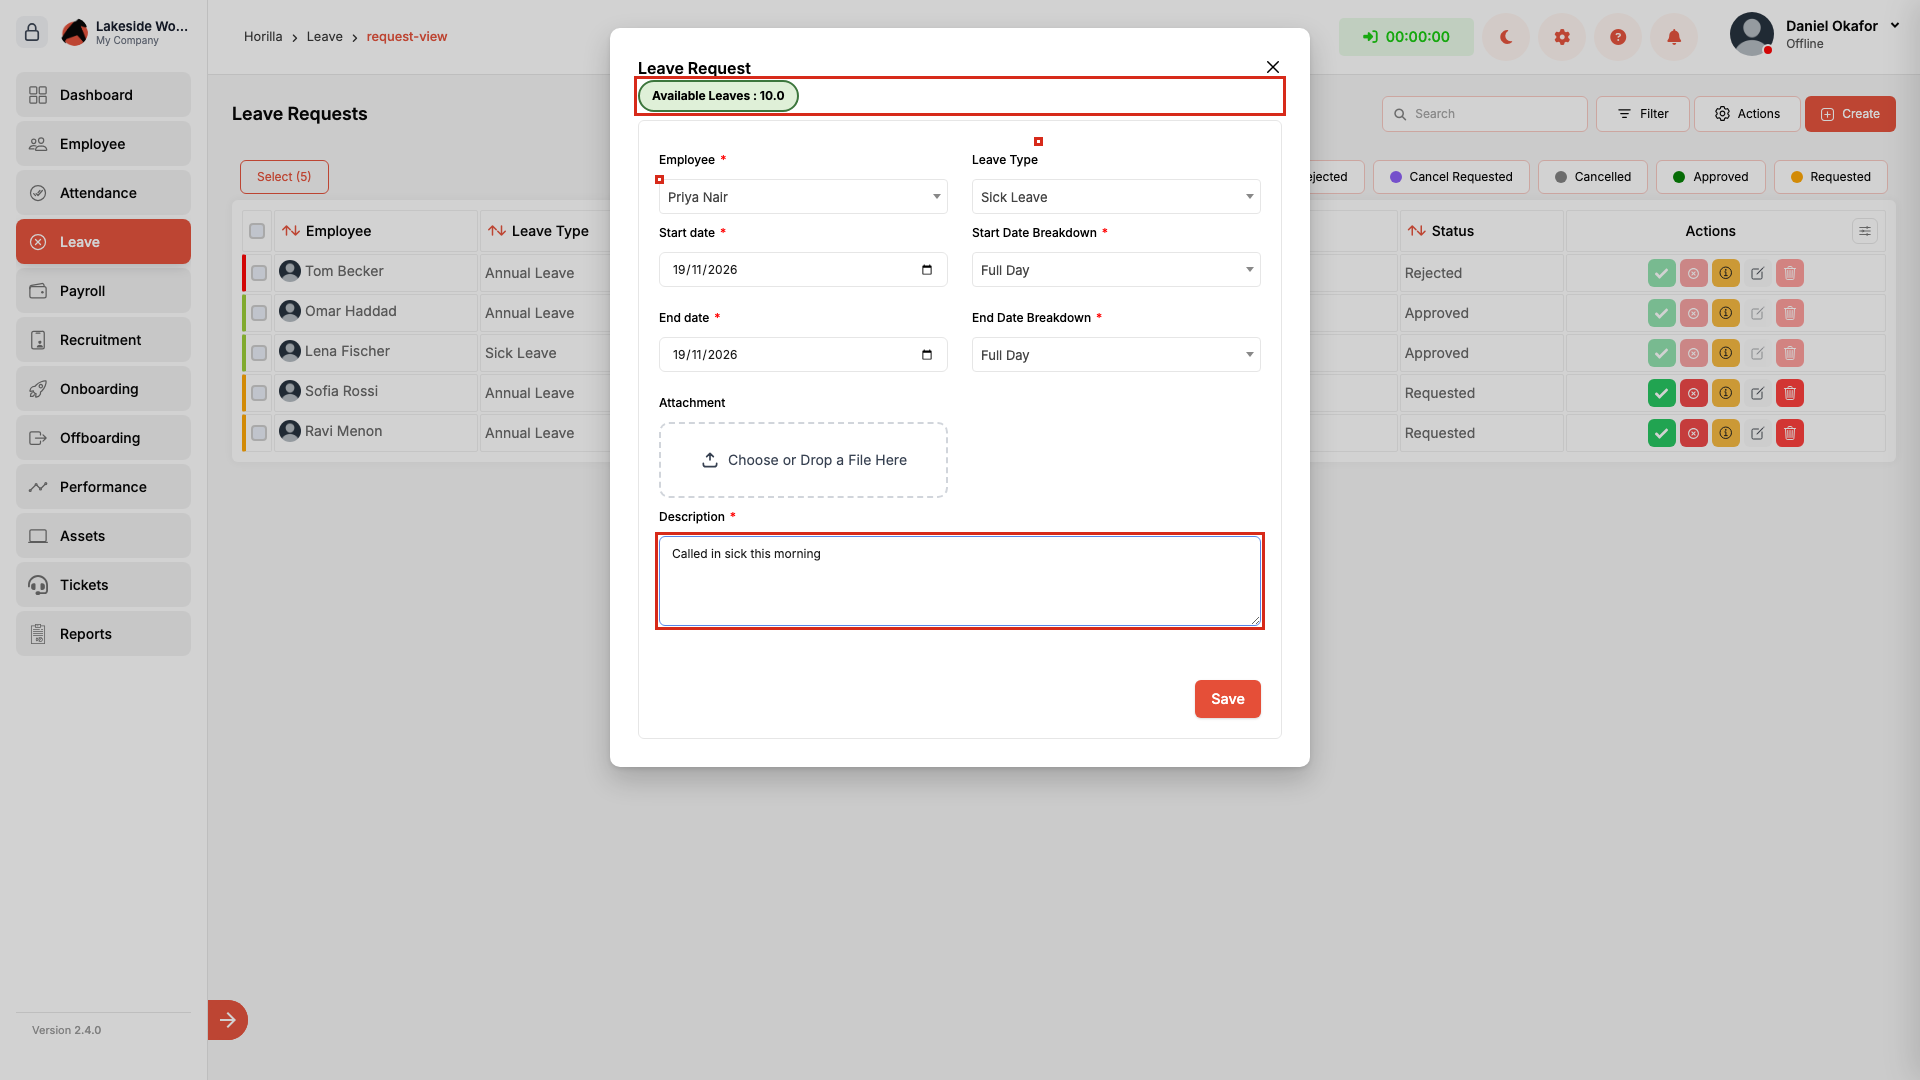 Lakeside Wo...
My Company
Horilla
Leave
request-view
00:00:00
Daniel Okafor
Offline
Dashboard
Employee
Attendance
Leave
Payroll
Recruitment
Onboarding
Offboarding
Performance
Assets
Tickets
Reports
Version 2.4.0
Leave Requests
Search
Filter
Actions
Create
Select (5)
jected
Cancel Requested
Cancelled
Approved
Requested
Employee
Leave Type
Status
Actions
Tom Becker
Annual Leave
Rejected
Omar Haddad
Annual Leave
Approved
Lena Fischer
Sick Leave
Approved
Sofia Rossi
Annual Leave
Requested
Ravi Menon
Annual Leave
Requested
Leave Request
Available Leaves : 10.0
Employee *
Leave Type
Priya Nair
Sick Leave
Start date *
Start Date Breakdown *
19/11/2026
Full Day
End date *
End Date Breakdown *
19/11/2026
Full Day
Attachment
Choose or Drop a File Here
Description *
Called in sick this morning
Save